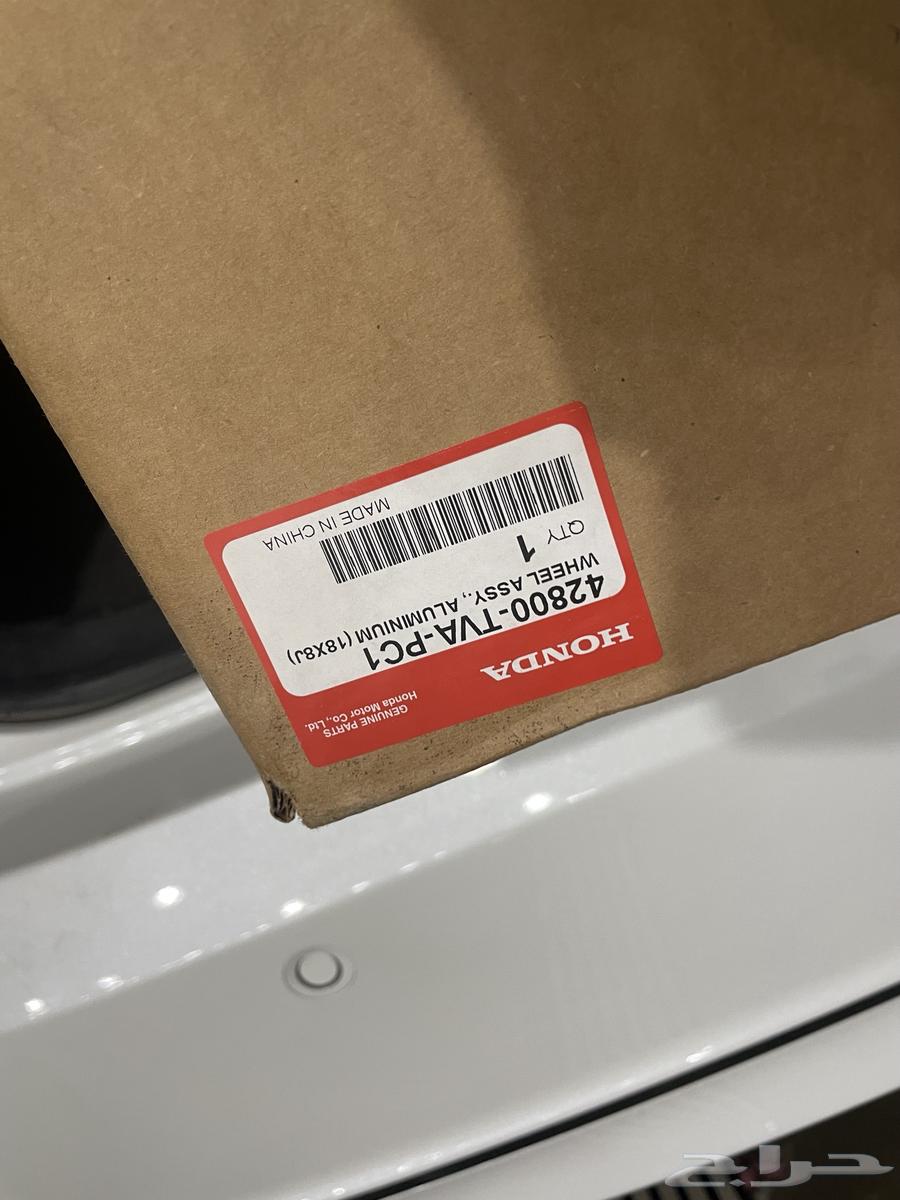 HONDA
GENUINE PARTS
Honda Motor Co., Ltd.
42800-TVA-PC1
WHEEL ASSY., ALUMINIUM (18X8J)
QTY 1
MADE IN CHINA
حراج